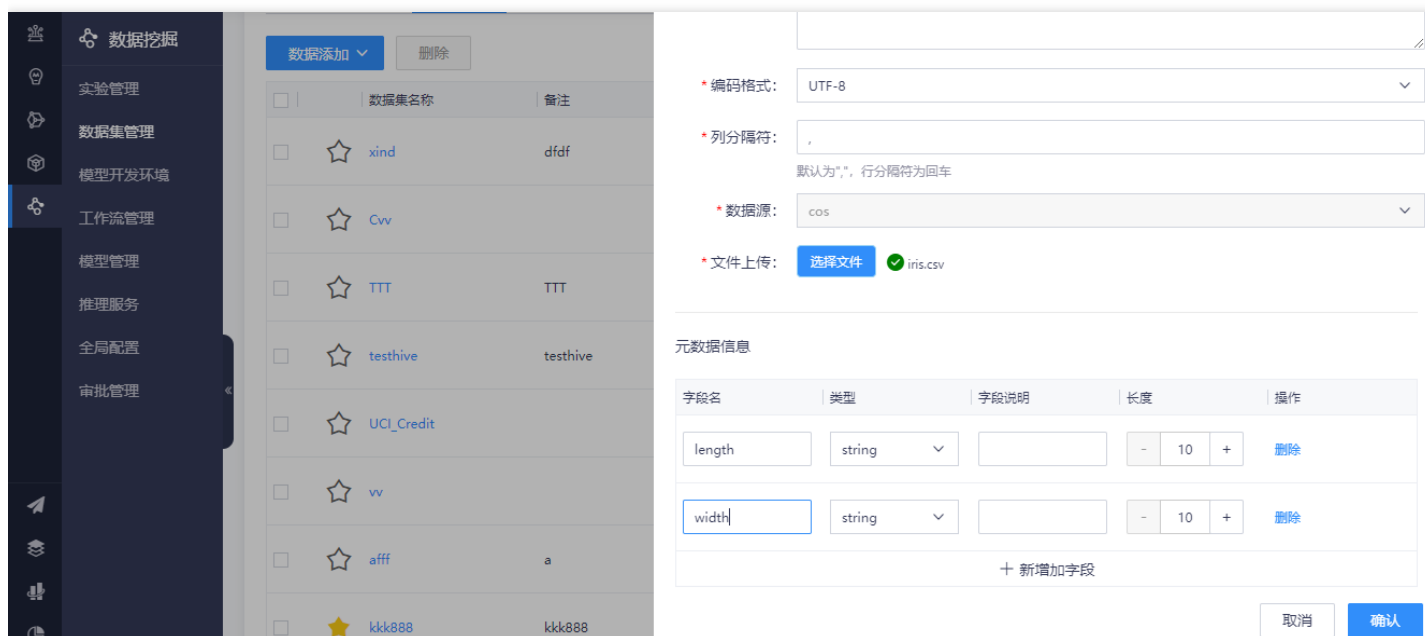 数据挖掘
实验管理
数据集管理
模型开发环境
工作流管理
模型管理
推理服务
全局配置
审批管理
«
数据添加 删除
数据集名称 备注
xind dfdf
Cvv
TTT TTT
testhive testhive
UCI_Credit
vv
afff a
kkk888 kkk888
* 编码格式： UTF-8
* 列分隔符： ,
默认为","，行分隔符为回车
* 数据源： cos
* 文件上传： 选择文件 iris.csv
元数据信息
字段名 类型 字段说明 长度 操作
length string - 10 + 删除
width string - 10 + 删除
+ 新增加字段
取消 确认